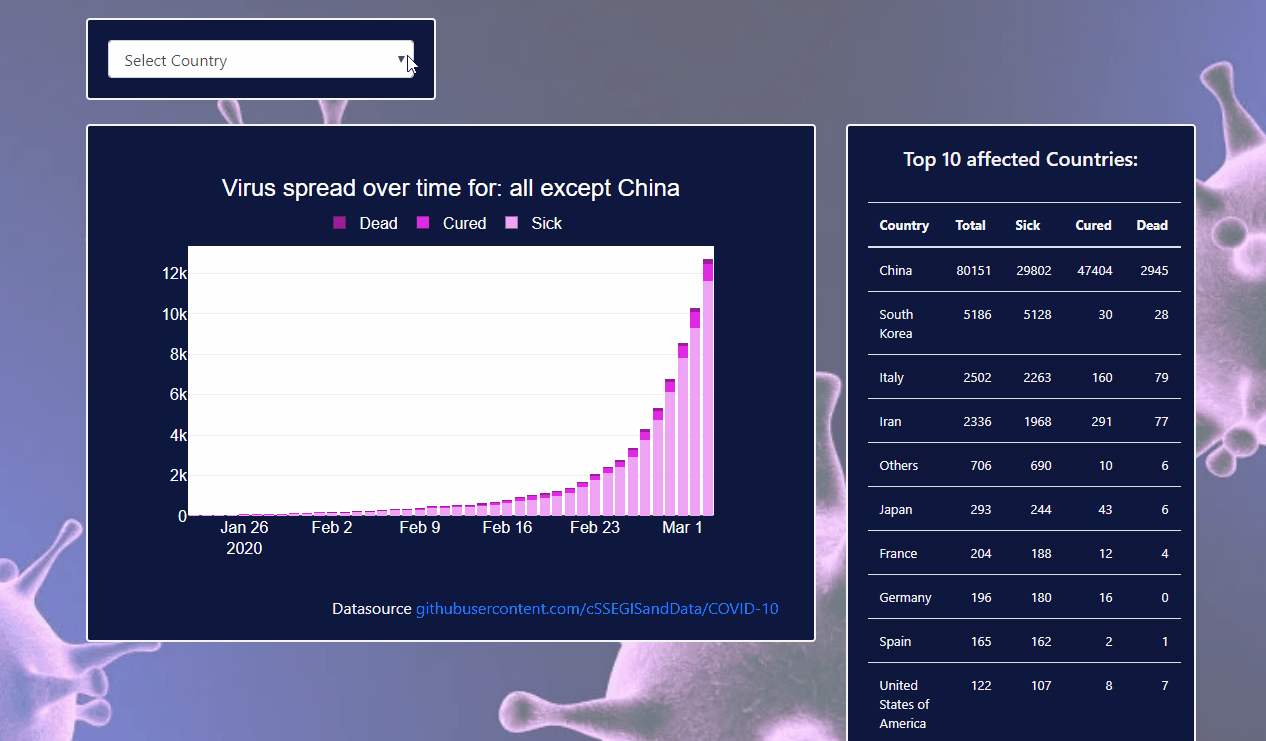 Select Country
Virus spread over time for: all except China
Dead Cured Sick
12k
10k
8k
6k
4k
2k
0
Jan 26 Feb 2 Feb 9 Feb 16 Feb 23 Mar 1
2020
Datasource githubusercontent.com/cSSEGISandData/COVID-10
Top 10 affected Countries:
Country Total Sick Cured Dead
China 80151 29802 47404 2945
South 5186 5128 30 28
Korea
Italy 2502 2263 160 79
Iran 2336 1968 291 77
Others 706 690 10 6
Japan 293 244 43 6
France 204 188 12 4
Germany 196 180 16 0
Spain 165 162 2 1
United 122 107 8 7
States of
America